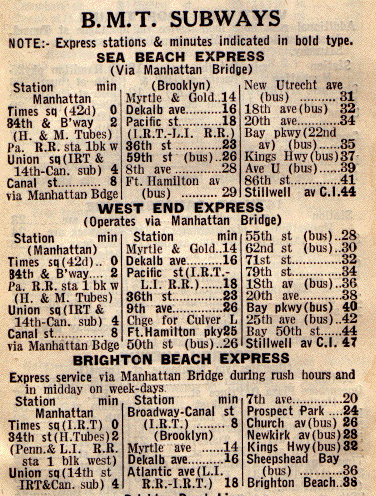 B. M. T. SUBWAYS
NOTE:- Express stations & minutes indicated in bold type.
SEA BEACH EXPRESS
(Via Manhattan Bridge)
Station min
Manhattan
Times sq (42d) 0
34th & B'way 2
(H. & M. Tubes)
Pa. R.R. sta 1bk w
Union sq (IRT &
14th-Can. sub) 4
Canal st........ 8
via Manhattan Bdge
(Brooklyn)
Myrtle & Gold..14
Dekalb ave.......16
Pacific st.........18
(I.R.T.-L.I. R.R.)
36th st............23
59th st (bus)..26
8th ave...........28
Ft. Hamilton av
(bus) ..........29
New Utrecht ave
(bus) ..........31
18th ave(bus) 32
20th ave.........34
Bay pkwy(22nd
av) (bus).....35
Kings Hwy(bus)37
Ave U (bus).....39
86th st...........41
Stillwell av C.I.44
WEST END EXPRESS
(Operates via Manhattan Bridge)
Station min
(Manhattan)
Times sq (42d).. 0
34th & B'way... 2
Pa. R.R. sta 1 bk w
(H. & M. Tubes)
Union sq(IRT &
14th-Can. sub) 4
Canal st......... 8
via Manhattan Bdge
Station min
Myrtle & Gold..14
Dekalb ave.......16
Pacific st(I.R.T.-
L.I. R.R.).....18
36th st............23
9th ave...........26
Chge for Culver L
Ft.Hamilton pky25
50th st (bus)..26
55th st (bus)..28
62nd st (bus)..30
71st st...........32
79th st...........34
18th av (bus)..36
20th ave.........38
Bay pkwy (bus) 40
25th ave (bus)..42
Bay 50th st.....44
Stillwell av C.I. 47
BRIGHTON BEACH EXPRESS
Express service via Manhattan Bridge during rush hours and
in midday on week-days.
Station min
Manhattan
Times sq (I.R.T) 0
34th st(H.Tubes) 2
(Penn.& L.I. R.R.
sta 1 blk west)
Union sq(14th st
IRT&Can. sub) 4
Station min
Broadway-Canal st
(I.R.T.) ........ 8
(Brooklyn)
Myrtle ave .....14
Dekalb ave.......16
Atlantic ave(L.I.
R.R.-I.R.T.) 18
7th ave...........20
Prospect Park ....24
Church av(bus) 26
Newkirk av(bus) 28
Kings Hwy(bus) 32
Sheepshead Bay
(bus) ..........36
Brighton Beach.38